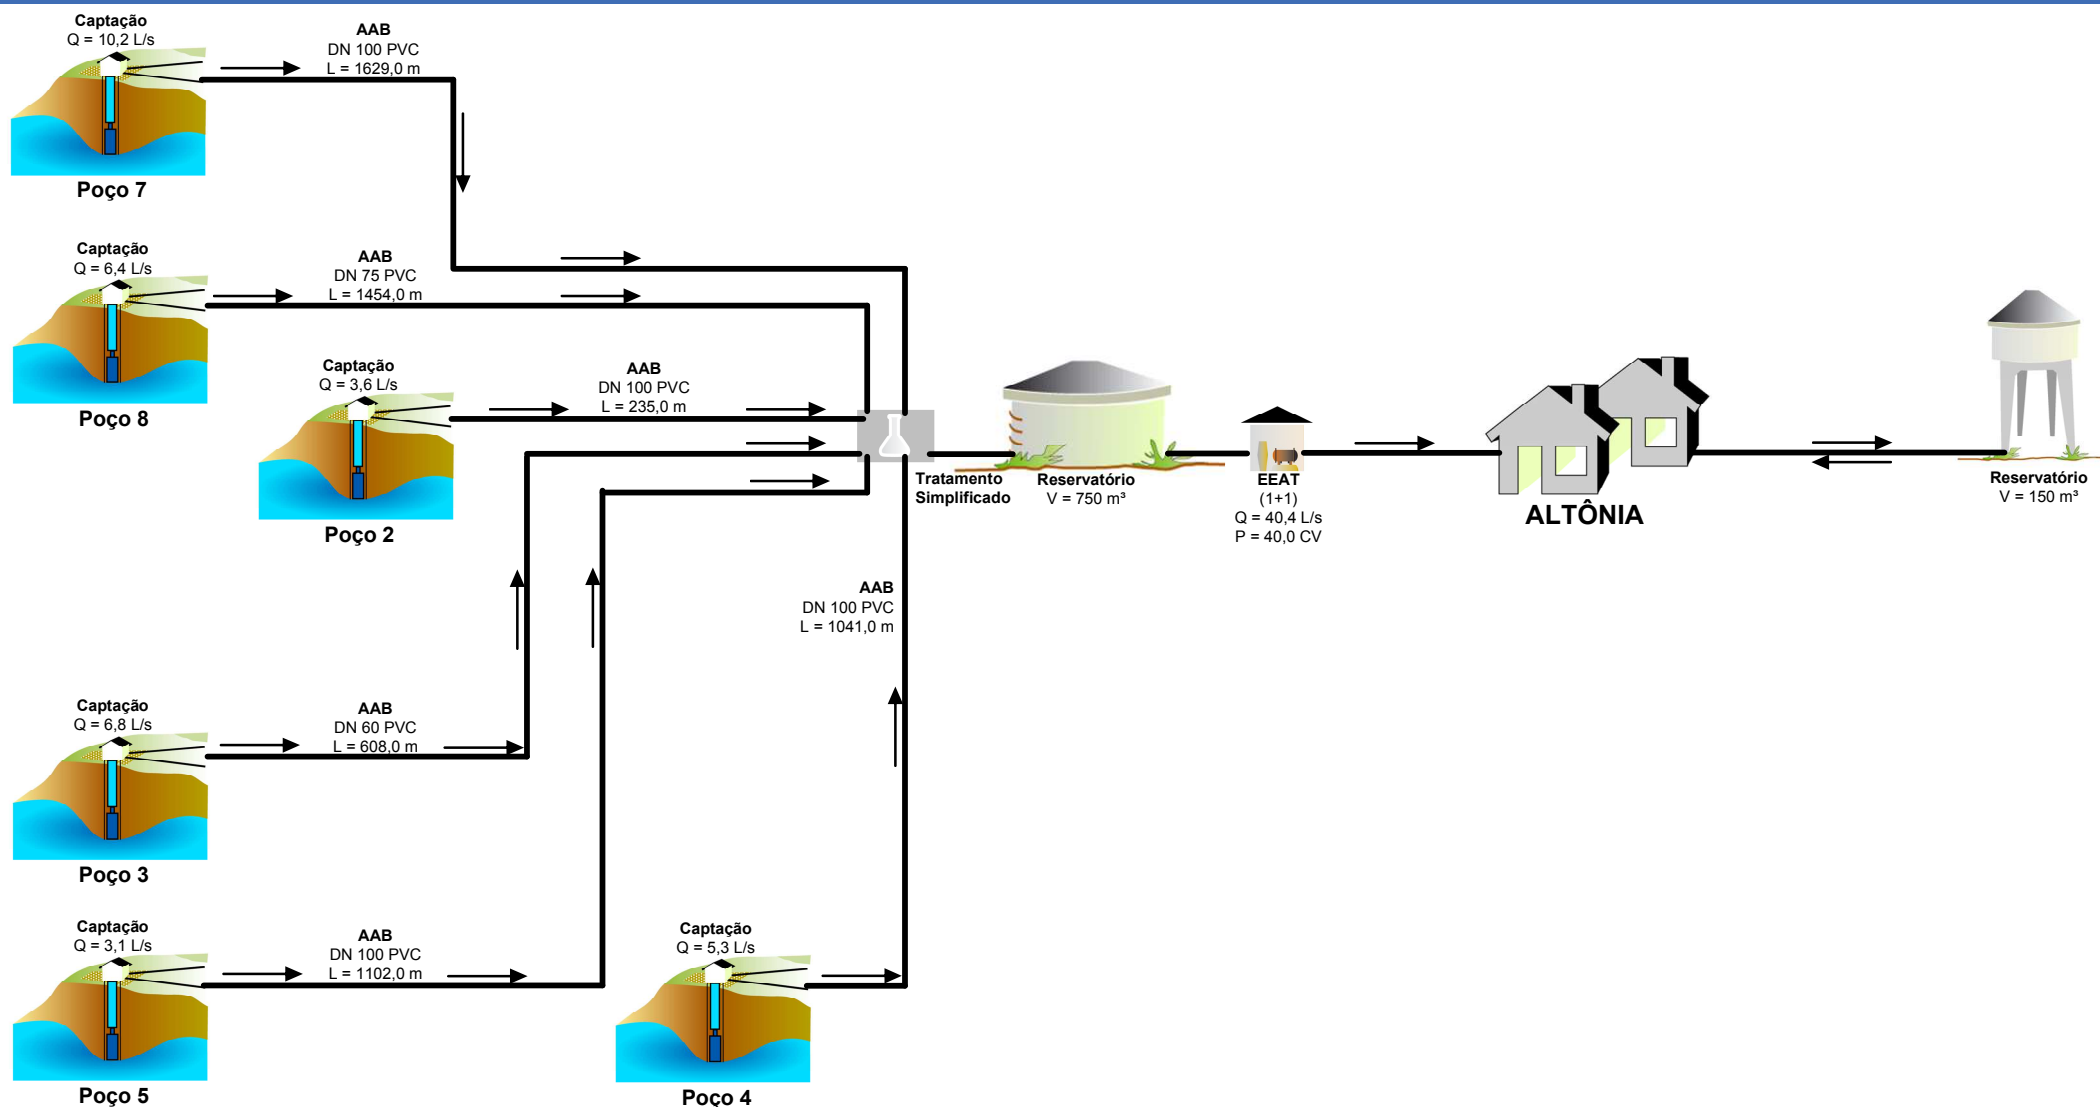 Captação
Q = 10,2 L/s
AAB
DN 100 PVC
L = 1629,0 m
Poço 7
Captação
Q = 6,4 L/s
AAB
DN 75 PVC
L = 1454,0 m
Poço 8
Captação
Q = 3,6 L/s
AAB
DN 100 PVC
L = 235,0 m
Poço 2
Tratamento
Simplificado
Reservatório
V = 750 m³
EEAT
(1+1)
Q = 40,4 L/s
P = 40,0 CV
ALTÔNIA
Reservatório
V = 150 m³
AAB
DN 100 PVC
L = 1041,0 m
Captação
Q = 6,8 L/s
AAB
DN 60 PVC
L = 608,0 m
Poço 3
Captação
Q = 3,1 L/s
AAB
DN 100 PVC
L = 1102,0 m
Poço 5
Captação
Q = 5,3 L/s
Poço 4